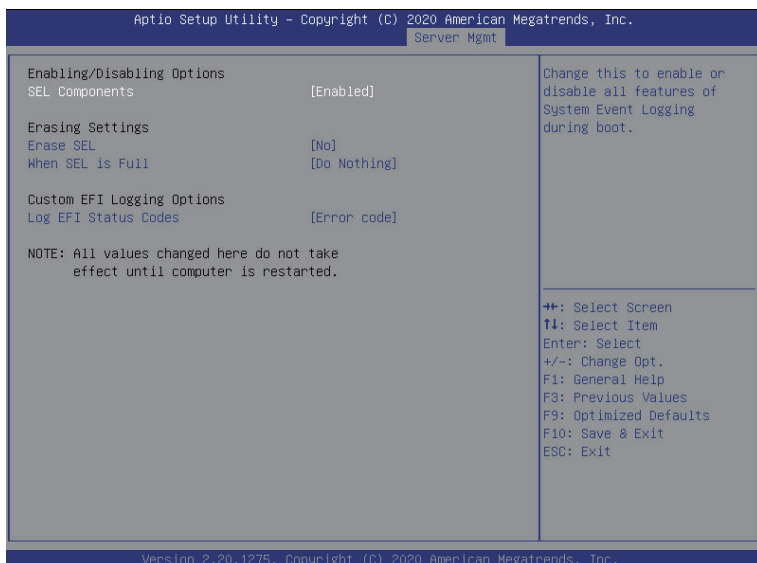 Aptio Setup Utility – Copyright (C) 2020 American Megatrends, Inc.
Server Mgmt
Enabling/Disabling Options
SEL Components [Enabled]
Erasing Settings
Erase SEL [No]
When SEL is Full [Do Nothing]
Custom EFI Logging Options
Log EFI Status Codes [Error code]
NOTE: All values changed here do not take
effect until computer is restarted.
Change this to enable or
disable all features of
System Event Logging
during boot.
→←: Select Screen
↑↓: Select Item
Enter: Select
+/-: Change Opt.
F1: General Help
F3: Previous Values
F9: Optimized Defaults
F10: Save & Exit
ESC: Exit
Version 2.20.1275. Copyright (C) 2020 American Megatrends, Inc.